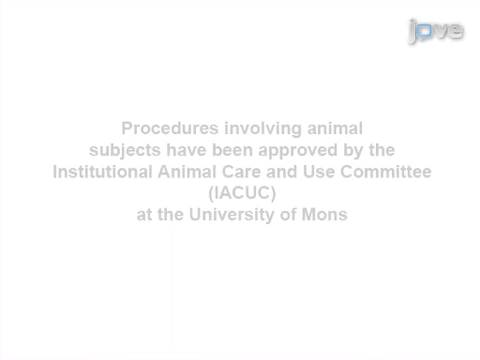 jove
Procedures involving animal
subjects have been approved by the
Institutional Animal Care and Use Committee
(IACUC)
at the University of Mons